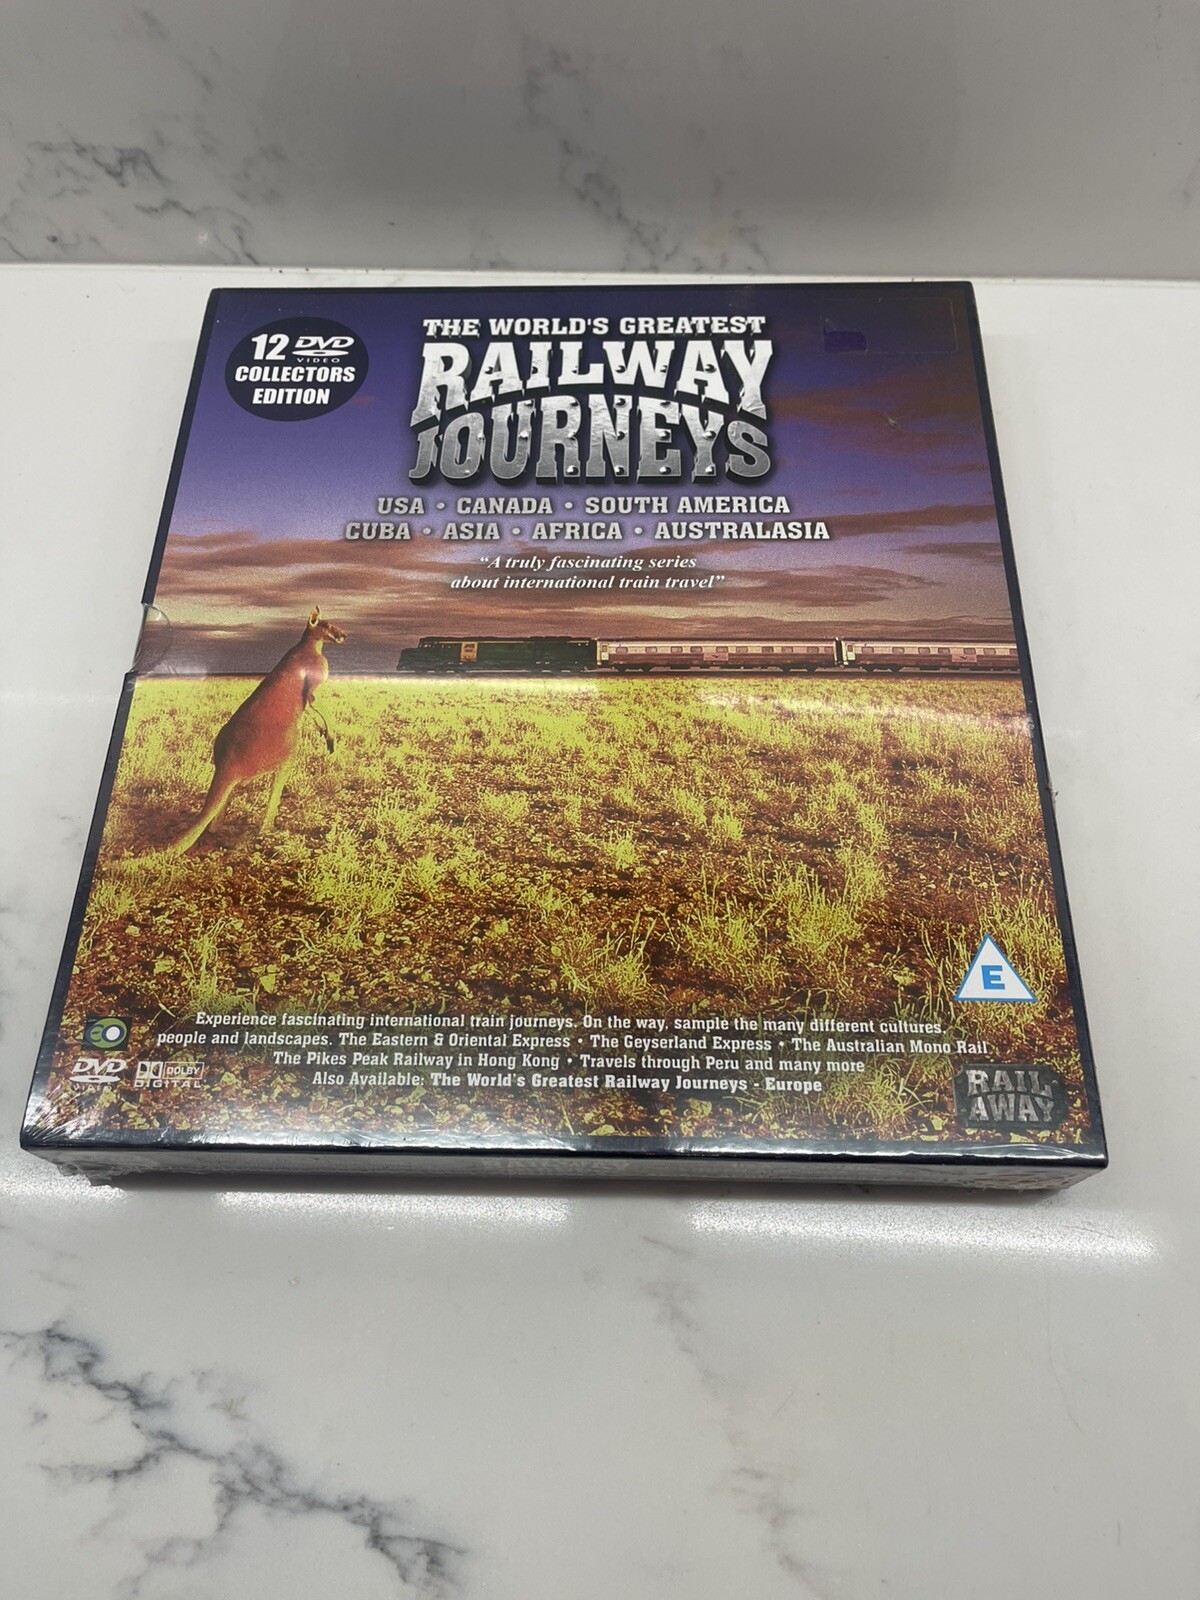 12 DVD
VIDEO
COLLECTORS
EDITION
THE WORLD'S GREATEST
RAILWAY
JOURNEYS
USA • CANADA • SOUTH AMERICA
CUBA • ASIA • AFRICA • AUSTRALASIA
“A truly fascinating series
about international train travel”
E
Experience fascinating international train journeys. On the way, sample the many different cultures,
people and landscapes. The Eastern & Oriental Express • The Geyserland Express • The Australian Mono Rail
The Pikes Peak Railway in Hong Kong • Travels through Peru and many more
Also Available: The World's Greatest Railway Journeys - Europe
EO
DVD
VIDEO
DOLBY
DIGITAL
RAIL
AWAY
RAILWAY